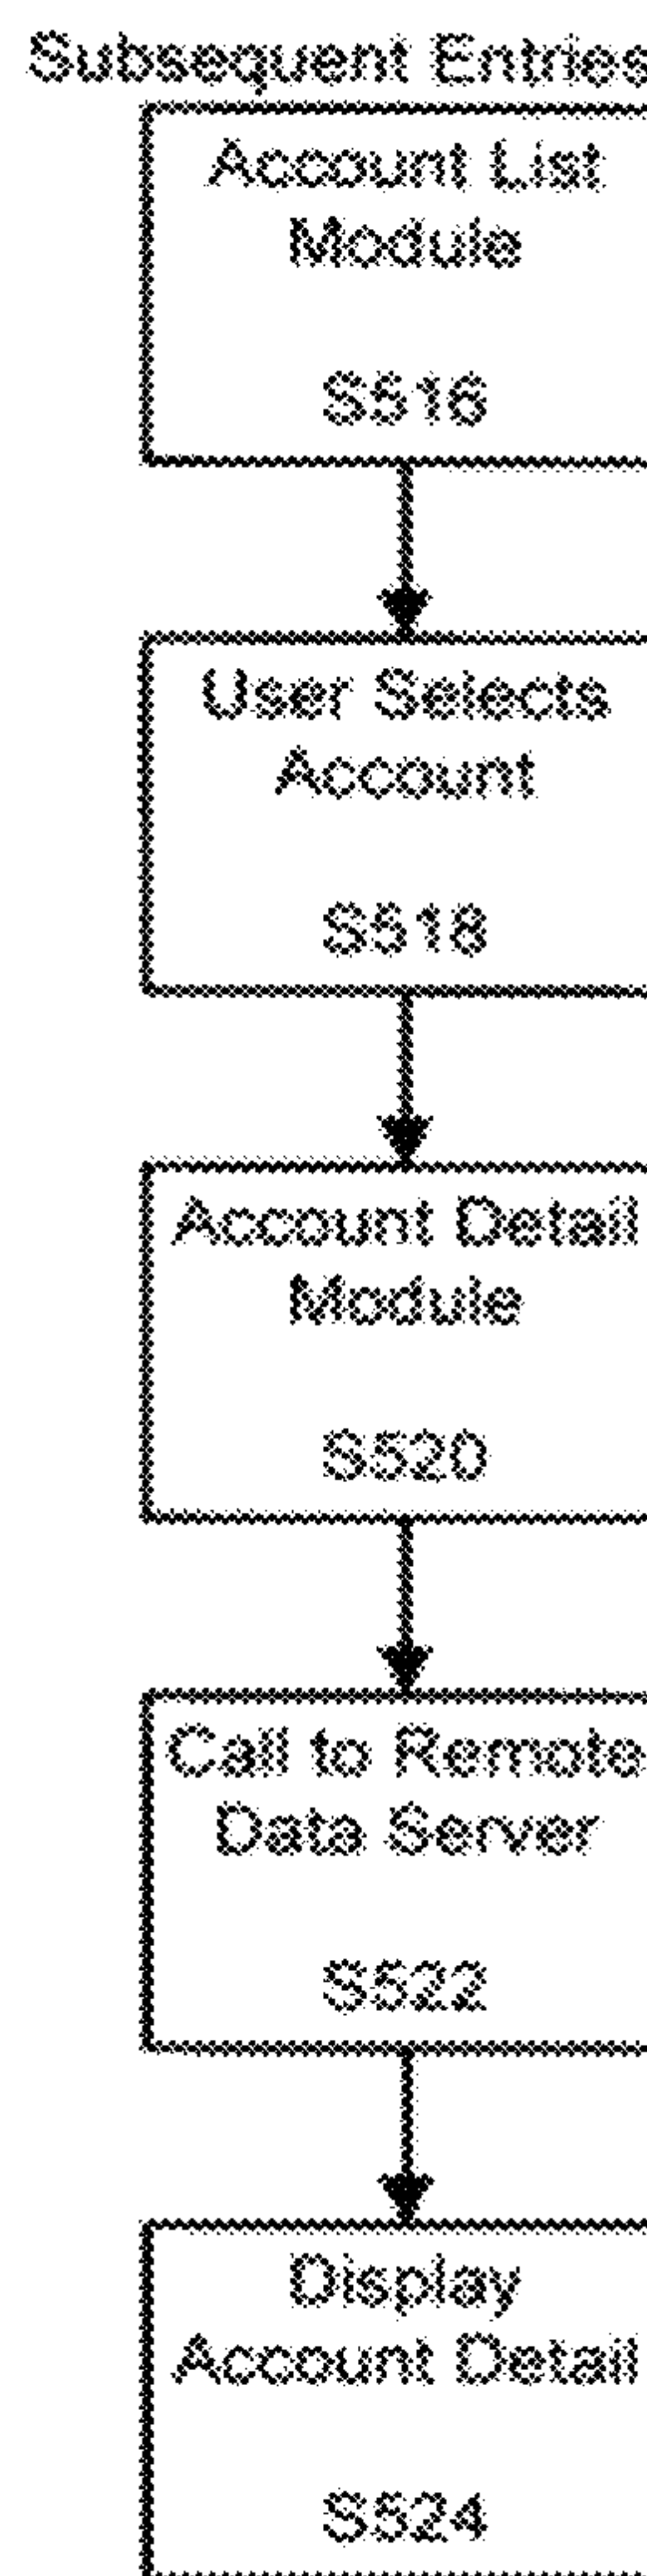 Subsequent Entries
Account List
Module
S516
User Selects
Account
S518
Account Detail
Module
S520
Call to Remote
Data Server
S522
Display
Account Detail
S524